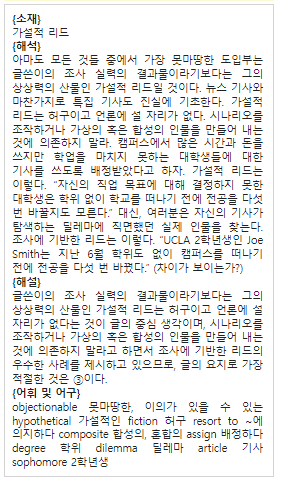 {소재}
가설적 리드
{해석}
아마도 모든 것들 중에서 가장 못마땅한 도입부는
글쓴이의 조사 실력의 결과물이라기보다는 그의
상상력의 산물인 가설적 리드일 것이다. 뉴스 기사와
마찬가지로 특집 기사도 진실에 기초한다. 가설적
리드는 허구이고 언론에 설 자리가 없다. 시나리오를
조작하거나 가상의 혹은 합성의 인물을 만들어 내는
것에 의존하지 말라. 캠퍼스에서 많은 시간과 돈을
쓰지만 학업을 마치지 못하는 대학생들에 대한
기사를 쓰도록 배정받았다고 하자. 가설적 리드는
이렇다. “자신의 직업 목표에 대해 결정하지 못한
대학생은 학위 없이 학교를 떠나기 전에 전공을 다섯
번 바꿀지도 모른다.” 대신, 여러분은 자신의 기사가
탐색하는 딜레마에 직면했던 실제 인물을 찾는다.
조사에 기반한 리드는 이렇다. “UCLA 2학년생인 Joe
Smith는 지난 6월 학위도 없이 캠퍼스를 떠나기
전에 전공을 다섯 번 바꿨다.” (차이가 보이는가?)
{해설}
글쓴이의 조사 실력의 결과물이라기보다는 그의
상상력의 산물인 가설적 리드는 허구이고 언론에 설
자리가 없다는 것이 글의 중심 생각이며, 시나리오를
조작하거나 가상의 혹은 합성의 인물을 만들어 내는
것에 의존하지 말라고 하면서 조사에 기반한 리드의
우수한 사례를 제시하고 있으므로, 글의 요지로 가장
적절한 것은 ③이다.
{어휘 및 어구}
objectionable 못마땅한, 이의가 있을 수 있는
hypothetical 가설적인 fiction 허구 resort to ~에
의지하다 composite 합성의, 혼합의 assign 배정하다
degree 학위 dilemma 딜레마 article 기사
sophomore 2학년생